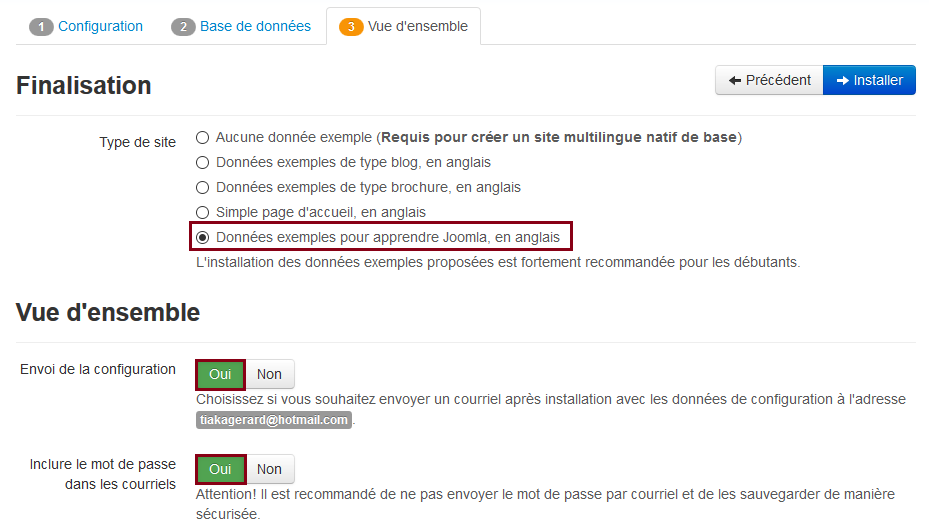 1 Configuration 2 Base de données 3 Vue d'ensemble
Finalisation
Précédent Installer
Type de site
Aucune donnée exemple (Requis pour créer un site multilingue natif de base)
Données exemples de type blog, en anglais
Données exemples de type brochure, en anglais
Simple page d'accueil, en anglais
Données exemples pour apprendre Joomla, en anglais
L'installation des données exemples proposées est fortement recommandée pour les débutants.
Vue d'ensemble
Envoi de la configuration
Oui Non
Choisissez si vous souhaitez envoyer un courriel après installation avec les données de configuration à l'adresse
tiakagerard@hotmail.com.
Inclure le mot de passe
dans les courriels
Oui Non
Attention! Il est recommandé de ne pas envoyer le mot de passe par courriel et de les sauvegarder de manière
sécurisée.